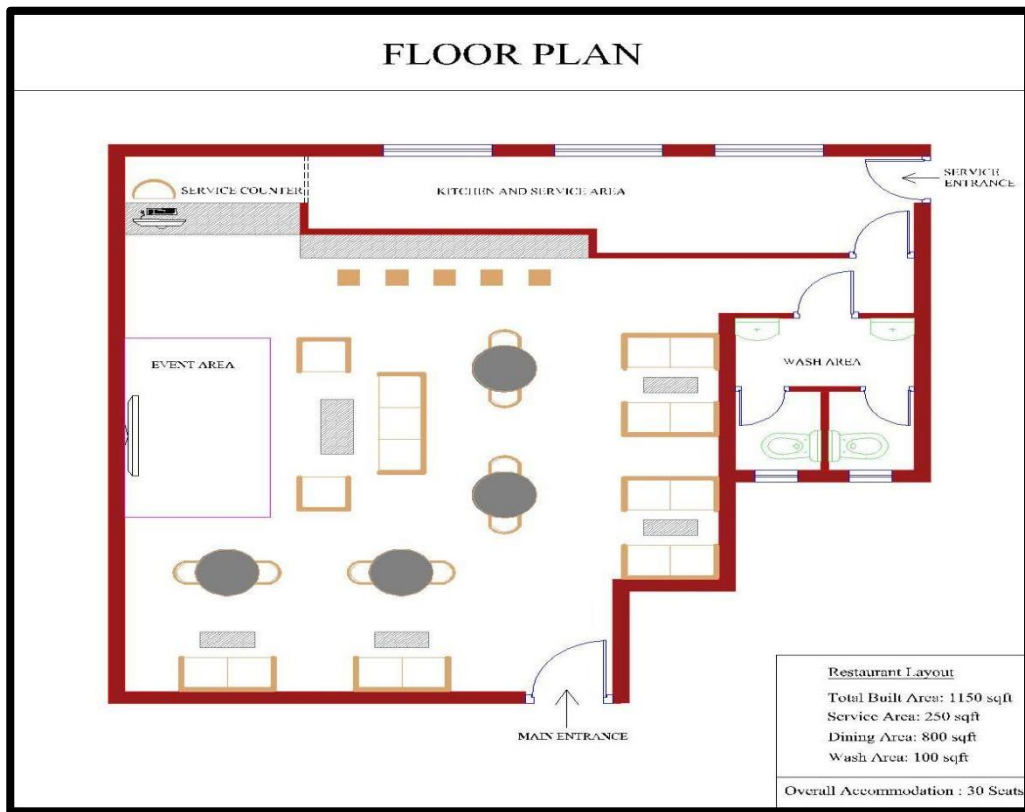 FLOOR PLAN
SERVICE COUNTER
KITCHEN AND SERVICE AREA
SERVICE
ENTRANCE
EVENT AREA
WASH AREA
MAIN ENTRANCE
Restaurant Layout
Total Built Area: 1150 sqft
Service Area: 250 sqft
Dining Area: 800 sqft
Wash Area: 100 sqft
Overall Accommodation : 30 Seats